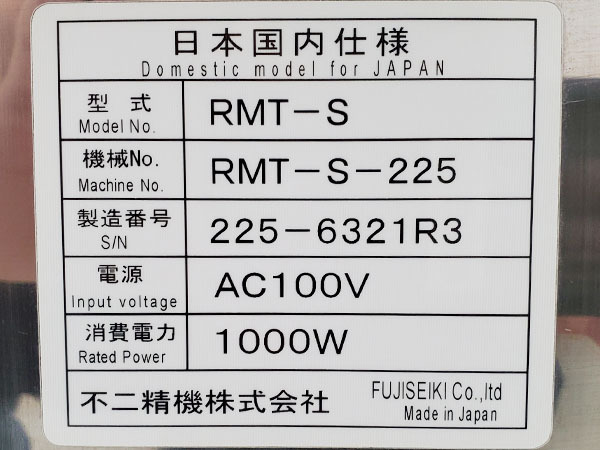 日本国内仕様
Domestic model for JAPAN
型式 RMT-S
Model No.
機械No. RMT-S-225
Machine No.
製造番号 225-6321R3
S/N
電源 AC100V
Input voltage
消費電力 1000W
Rated Power
不二精機株式会社 FUJISEIKI Co.,ltd
Made in Japan